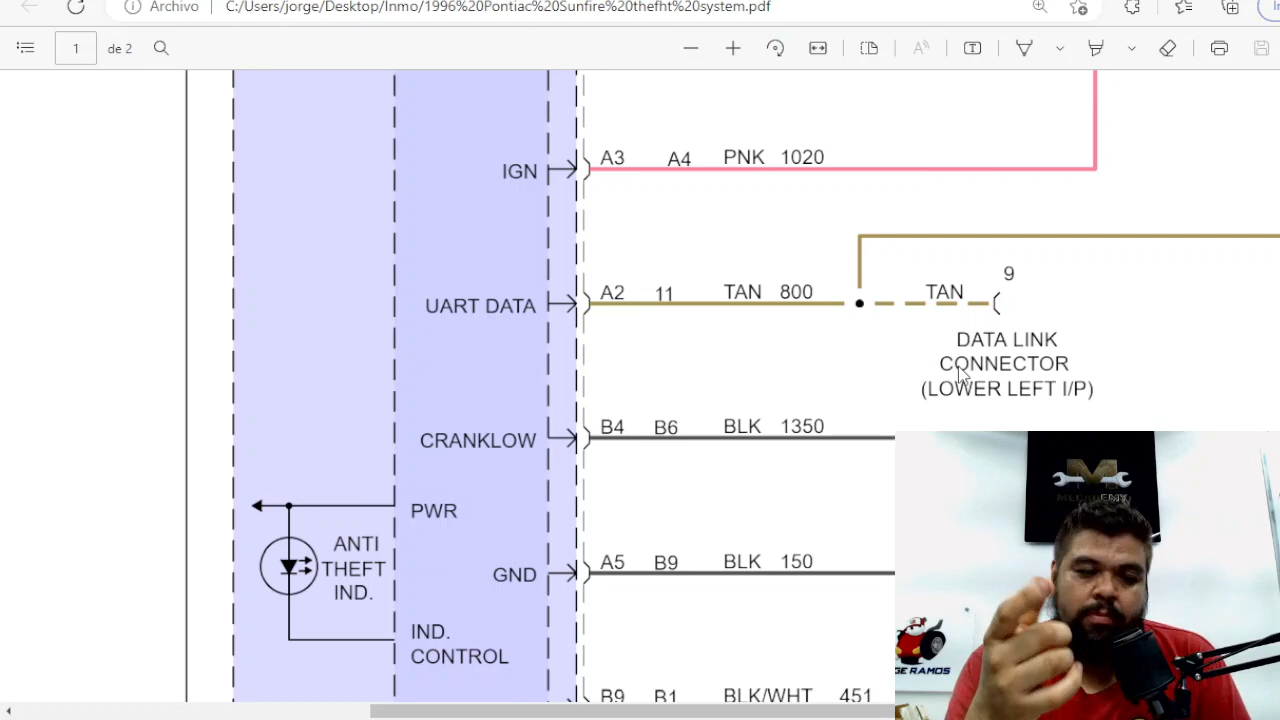 Archivo
C:/Users/jorge/Desktop/Inmo/1996%20Pontiac%20Sunfire%20thefht%20system.pdf
1 de 2
IGN A3 A4 PNK 1020
UART DATA A2 11 TAN 800 TAN 9
DATA LINK
CONNECTOR
(LOWER LEFT I/P)
CRANKLOW B4 B6 BLK 1350
PWR
ANTI
THEFT
IND.
GND A5 B9 BLK 150
IND.
CONTROL
B9 B1 BLK/WHT 451
MECADEMY
GE RAMOS